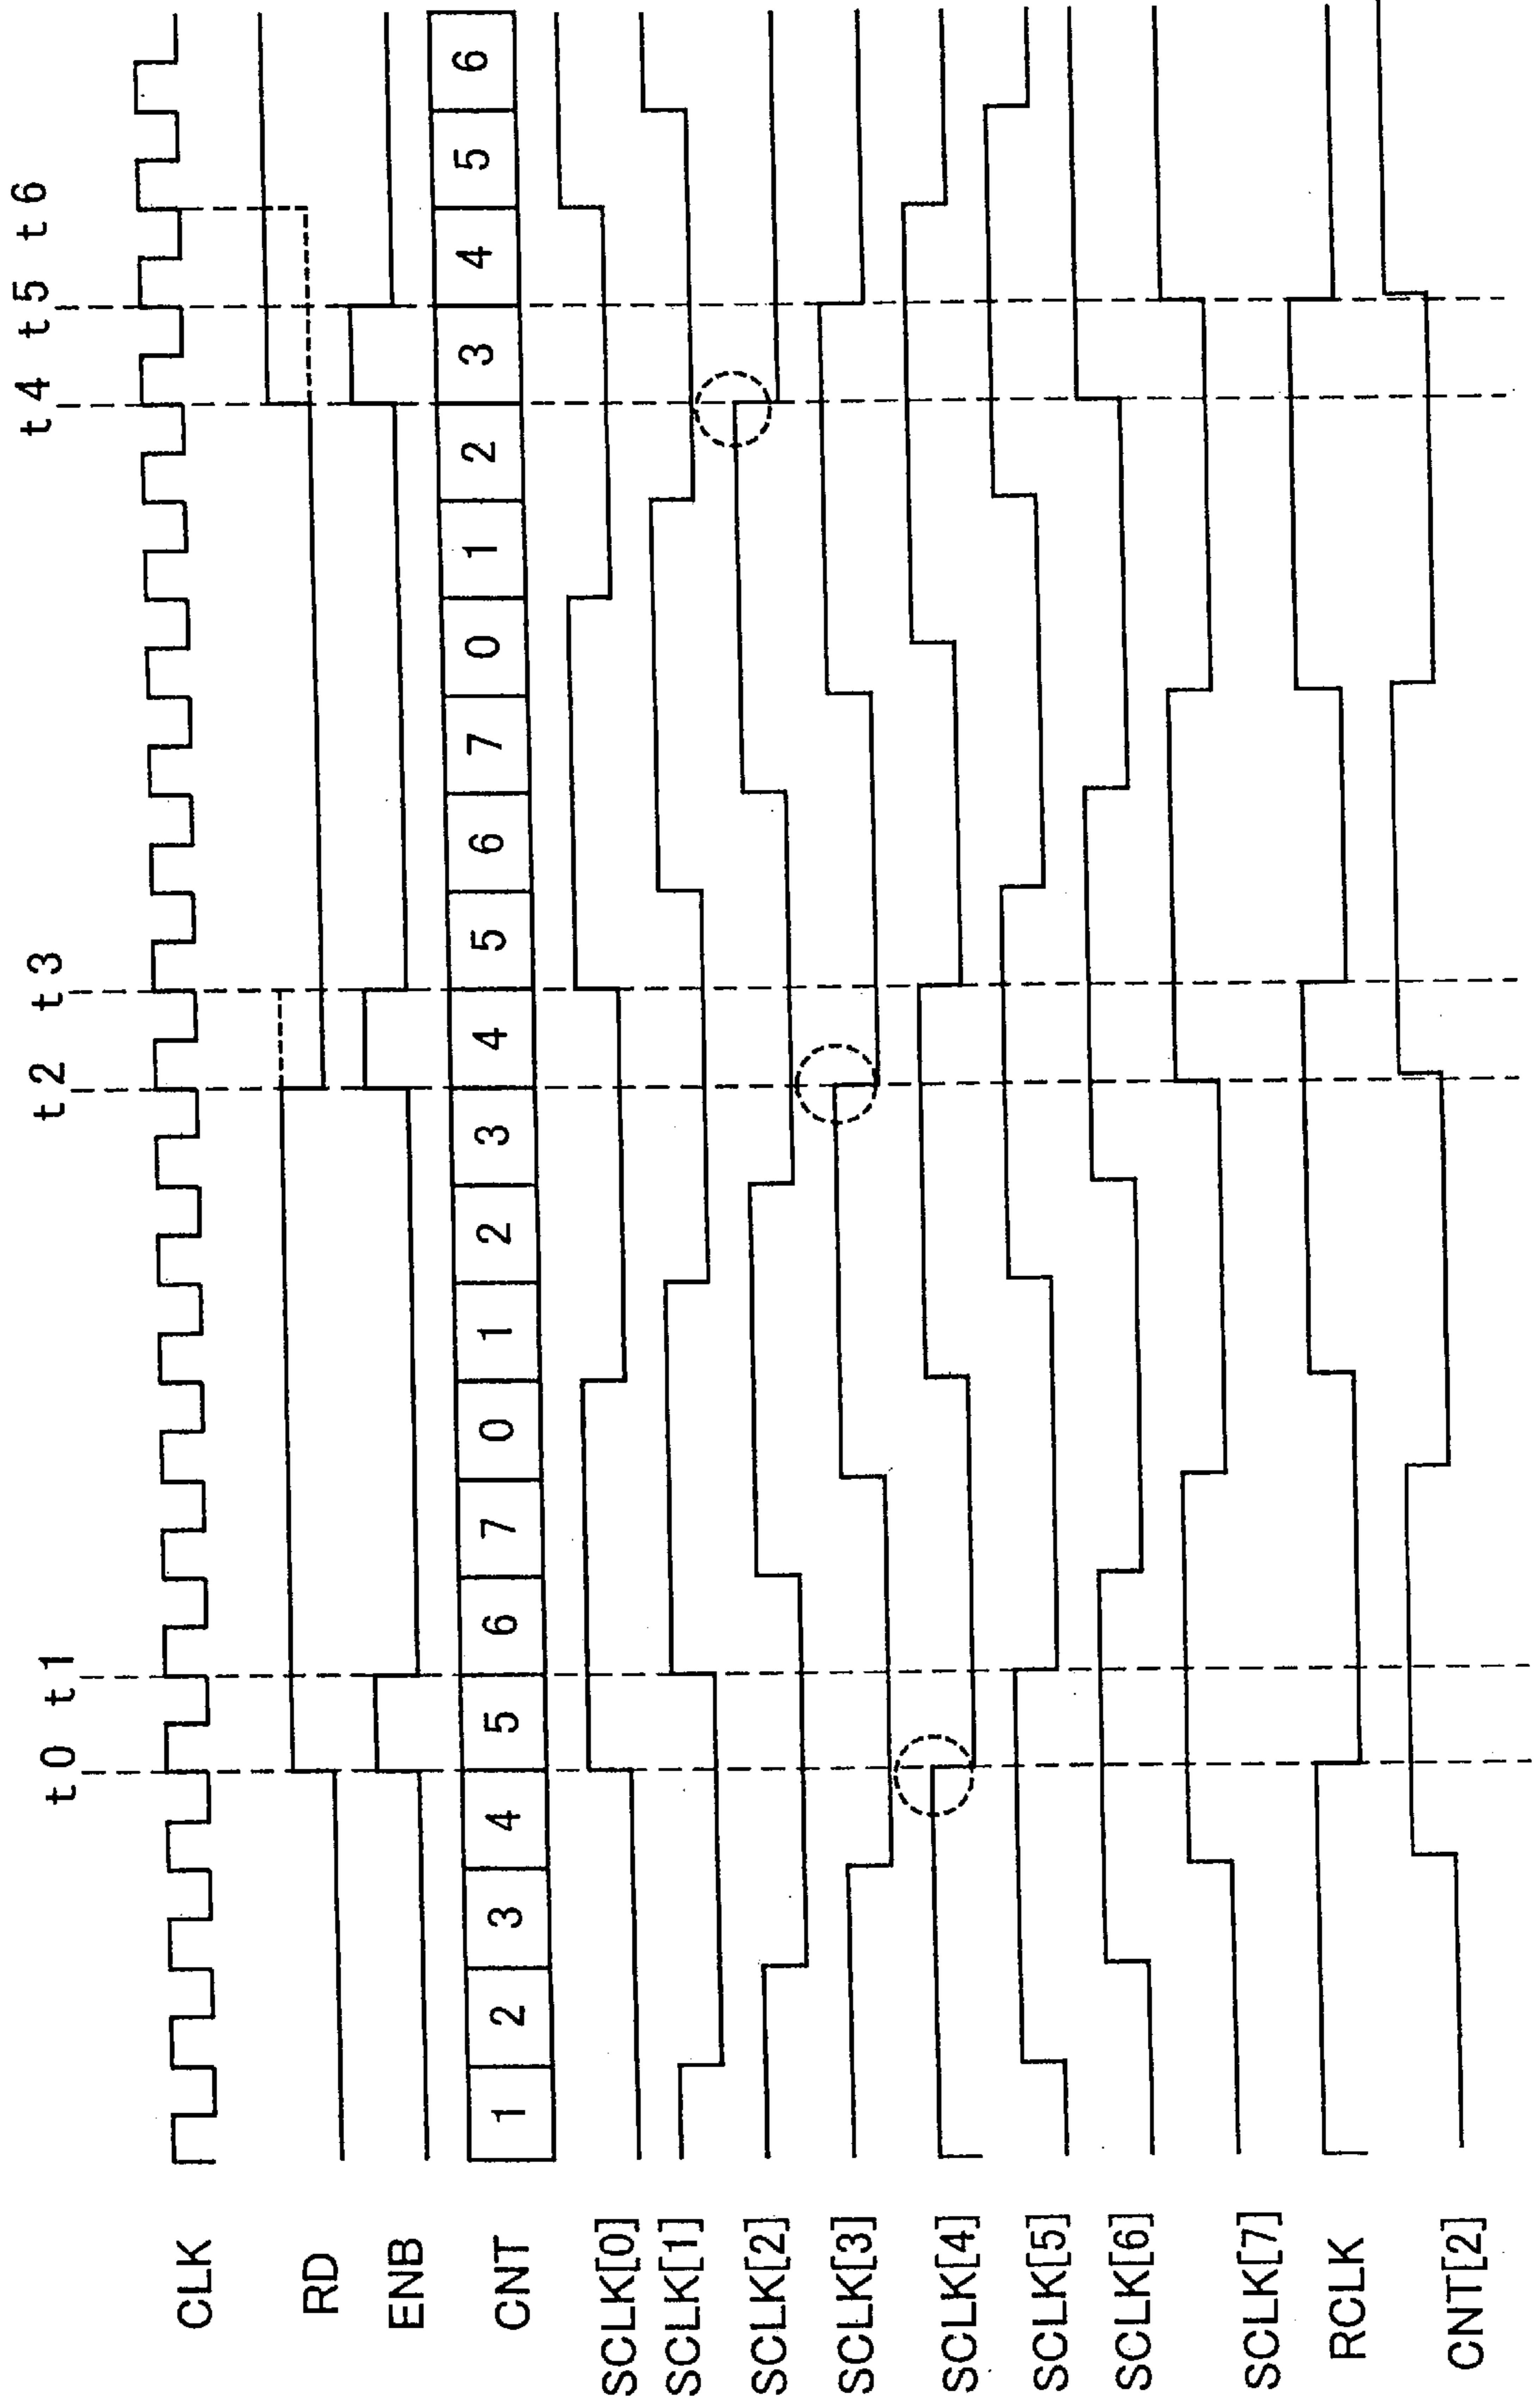 t0 t1 t2 t3 t4 t5 t6
CLK
RD
ENB
CNT 1 2 3 4 5 6 7 0 1 2 3 4 5 6 7 0 1 2 3 4 5 6
SCLK[0]
SCLK[1]
SCLK[2]
SCLK[3]
SCLK[4]
SCLK[5]
SCLK[6]
SCLK[7]
RCLK
CNT[2]